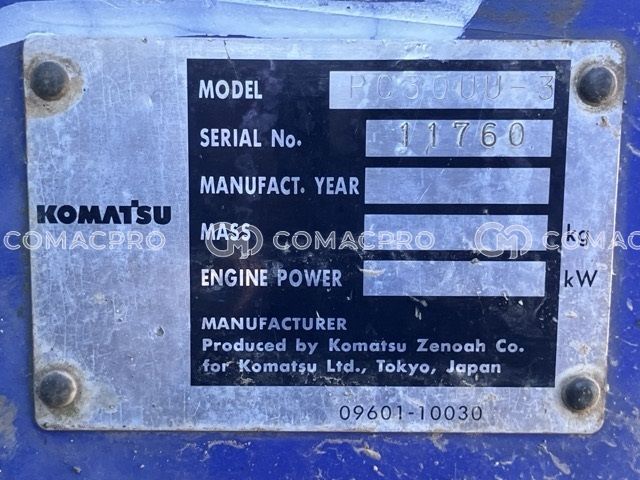 MODEL PC30UU-3
SERIAL No. 11760
MANUFACT. YEAR
KOMATSU
MASS kg
COMACPRO COMACPRO COMACPRO
ENGINE POWER kW
MANUFACTURER
Produced by Komatsu Zenoah Co.
for Komatsu Ltd., Tokyo, Japan
09601-10030